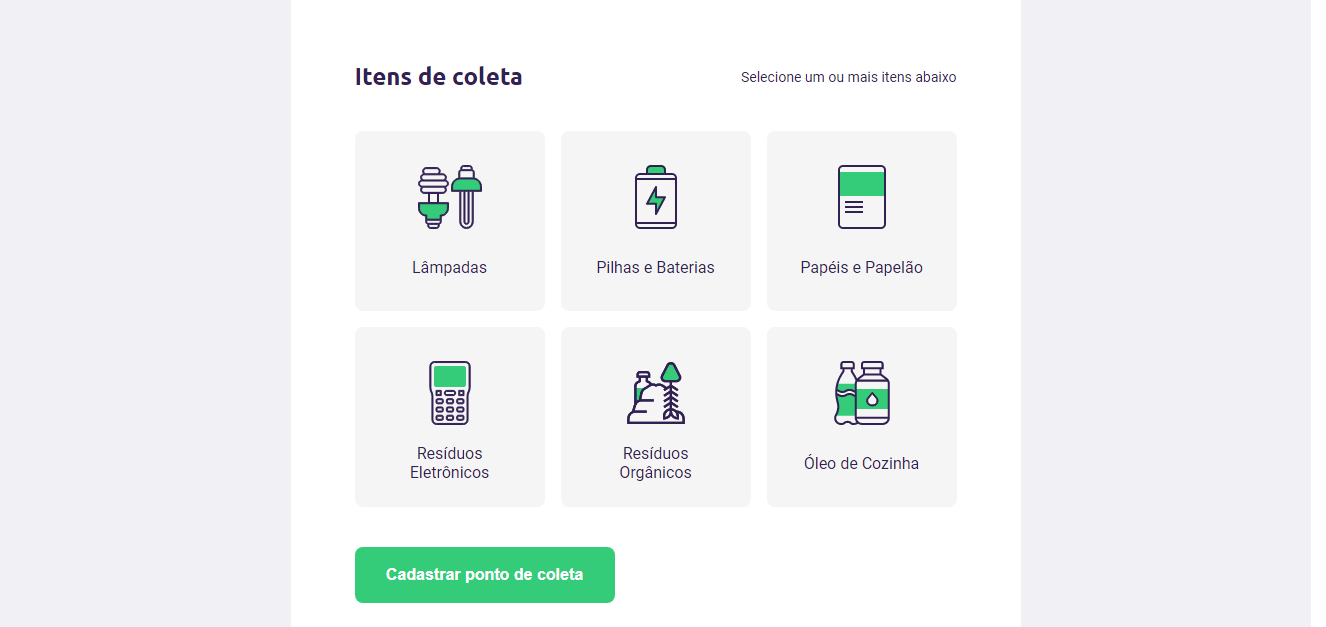 Itens de coleta
Selecione um ou mais itens abaixo
Lâmpadas
Pilhas e Baterias
Papéis e Papelão
Resíduos
Eletrônicos
Resíduos
Orgânicos
Óleo de Cozinha
Cadastrar ponto de coleta